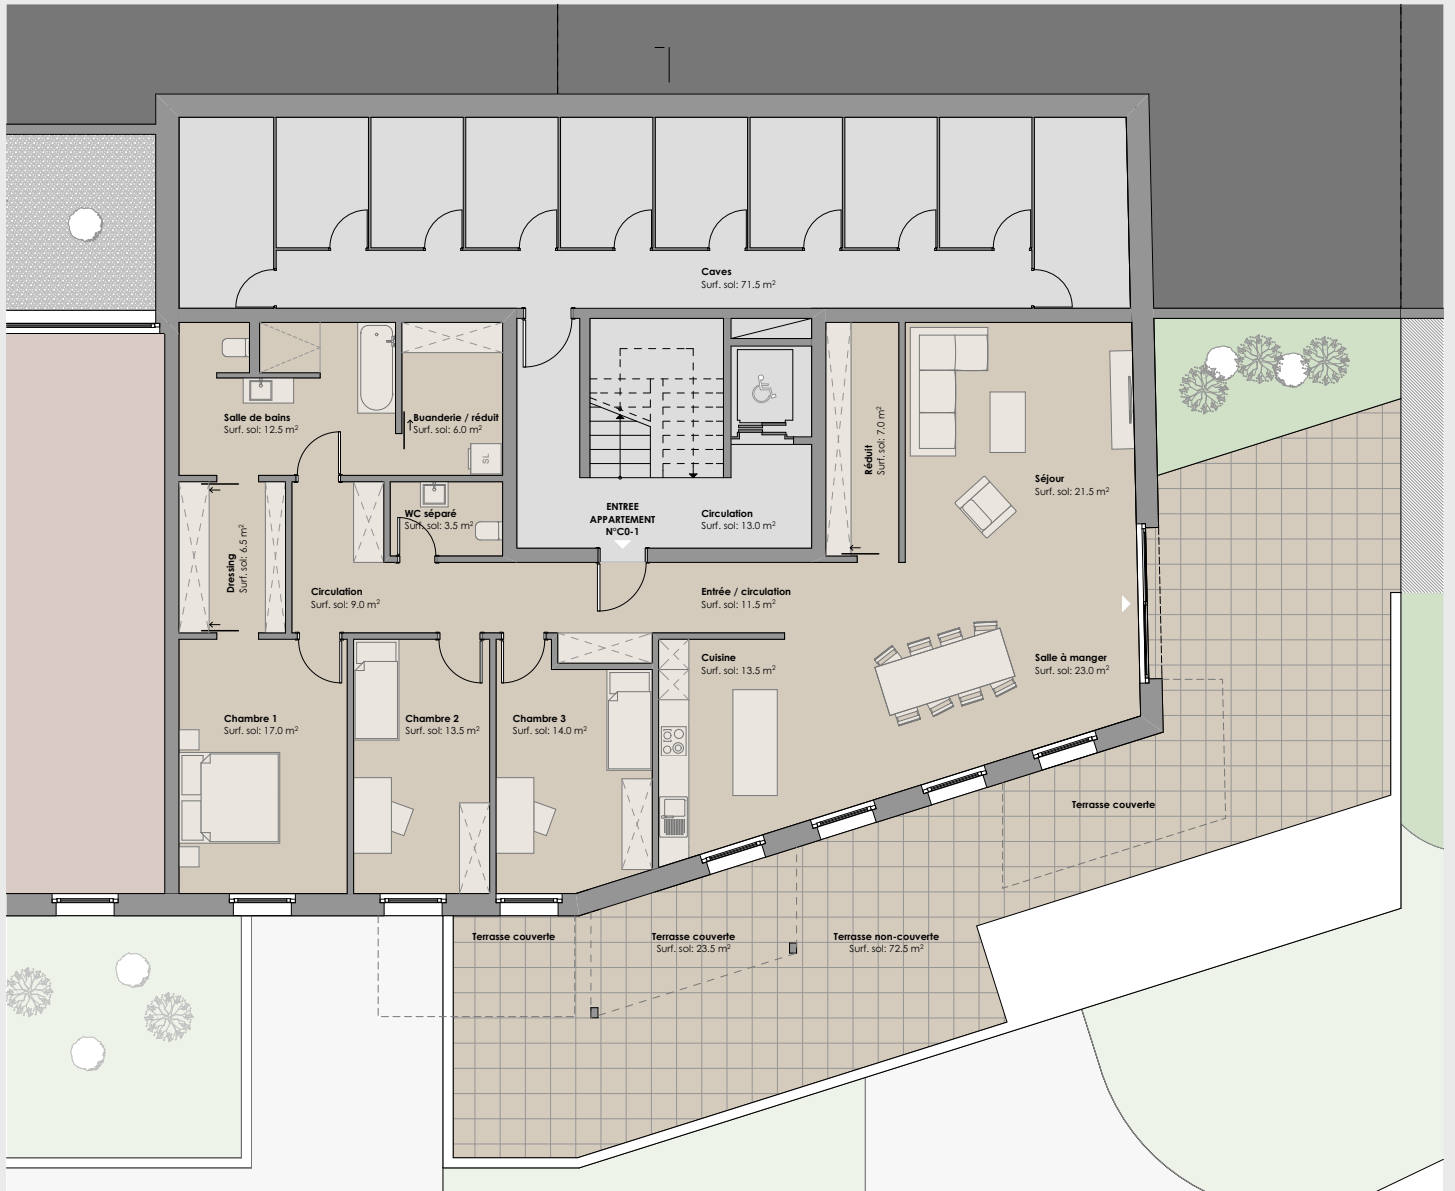 Caves
Surf. sol: 71.5 m²
Salle de bains
Surf. sol: 12.5 m²
Buanderie / réduit
Surf. sol: 6.0 m²
SL
Réduit
Surf. sol: 7.0 m²
Séjour
Surf. sol: 21.5 m²
WC séparé
Surf. sol: 3.5 m²
ENTREE
APPARTEMENT
N°C0-1
Circulation
Surf. sol: 13.0 m²
Dressing
Surf. sol: 6.5 m²
Circulation
Surf. sol: 9.0 m²
Entrée / circulation
Surf. sol: 11.5 m²
Cuisine
Surf. sol: 13.5 m²
Salle à manger
Surf. sol: 23.0 m²
Chambre 1
Surf. sol: 17.0 m²
Chambre 2
Surf. sol: 13.5 m²
Chambre 3
Surf. sol: 14.0 m²
Terrasse couverte
Terrasse couverte
Terrasse couverte
Surf. sol: 23.5 m²
Terrasse non-couverte
Surf. sol: 72.5 m²